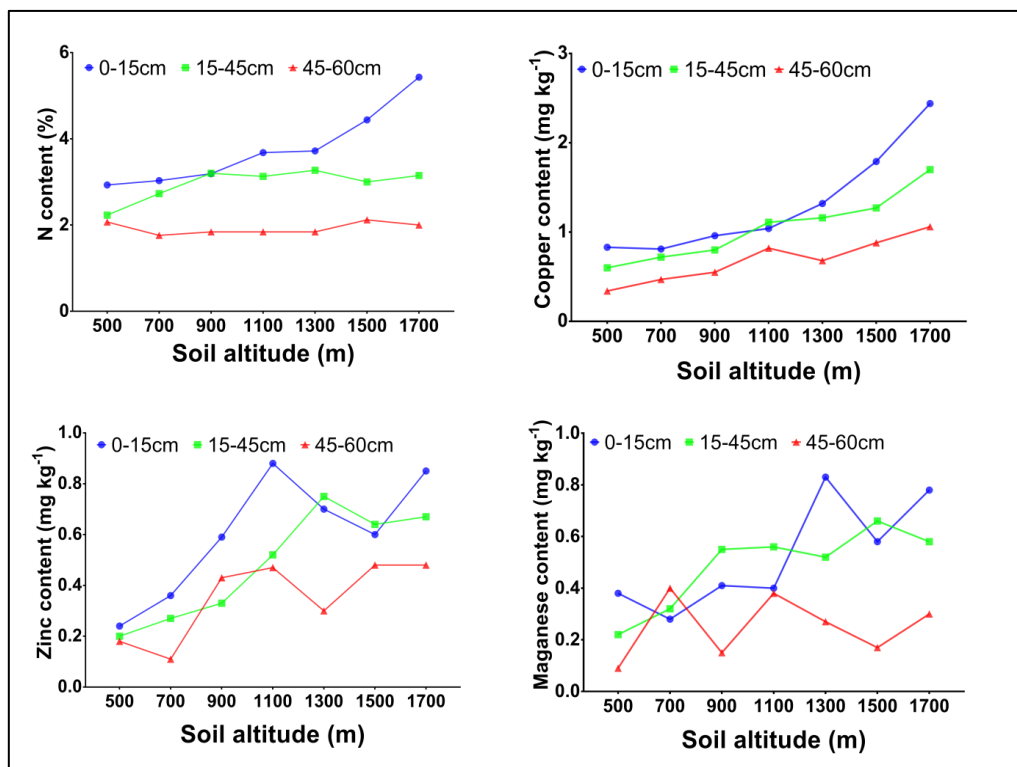 0-15cm 15-45cm 45-60cm
N content (%)
6
4
2
0
500 700 900 1100 1300 1500 1700
Soil altitude (m)
0-15cm 15-45cm 45-60cm
Copper content (mg kg⁻¹)
3
2
1
0
500 700 900 1100 1300 1500 1700
Soil altitude (m)
0-15cm 15-45cm 45-60cm
Zinc content (mg kg⁻¹)
1.0
0.8
0.6
0.4
0.2
0.0
500 700 900 1100 1300 1500 1700
Soil altitude (m)
0-15cm 15-45cm 45-60cm
Maganese content (mg kg⁻¹)
1.0
0.8
0.6
0.4
0.2
0.0
500 700 900 1100 1300 1500 1700
Soil altitude (m)